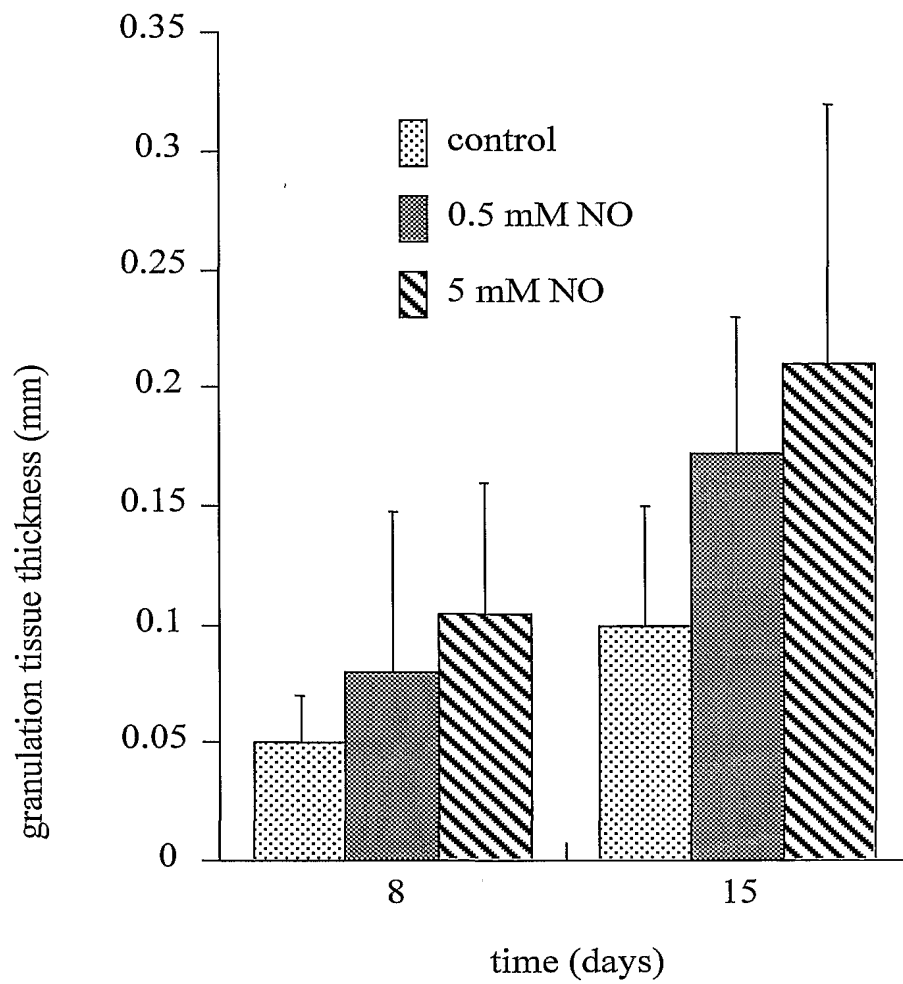 0.35
0.3
0.25
0.2
0.15
0.1
0.05
0
granulation tissue thickness (mm)
control
0.5 mM NO
5 mM NO
8
15
time (days)